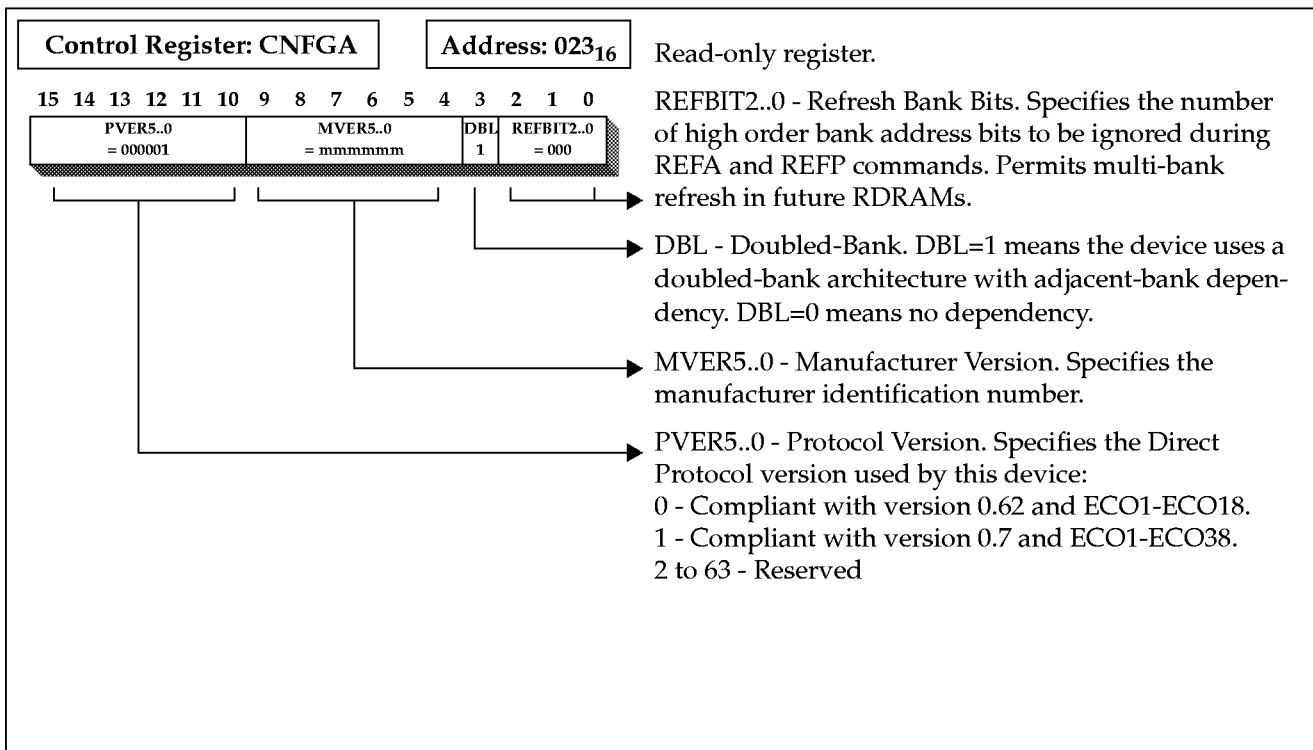 Control Register: CNFGA
Address: 023₁₆
15 14 13 12 11 10 9 8 7 6 5 4 3 2 1 0
PVER5..0
= 000001
MVER5..0
= mmmmmm
DBL
1
REFBIT2..0
= 000
Read-only register.
REFBIT2..0 - Refresh Bank Bits. Specifies the number
of high order bank address bits to be ignored during
REFA and REFP commands. Permits multi-bank
refresh in future RDRAMs.
DBL - Doubled-Bank. DBL=1 means the device uses a
doubled-bank architecture with adjacent-bank depen-
dency. DBL=0 means no dependency.
MVER5..0 - Manufacturer Version. Specifies the
manufacturer identification number.
PVER5..0 - Protocol Version. Specifies the Direct
Protocol version used by this device:
0 - Compliant with version 0.62 and ECO1-ECO18.
1 - Compliant with version 0.7 and ECO1-ECO38.
2 to 63 - Reserved